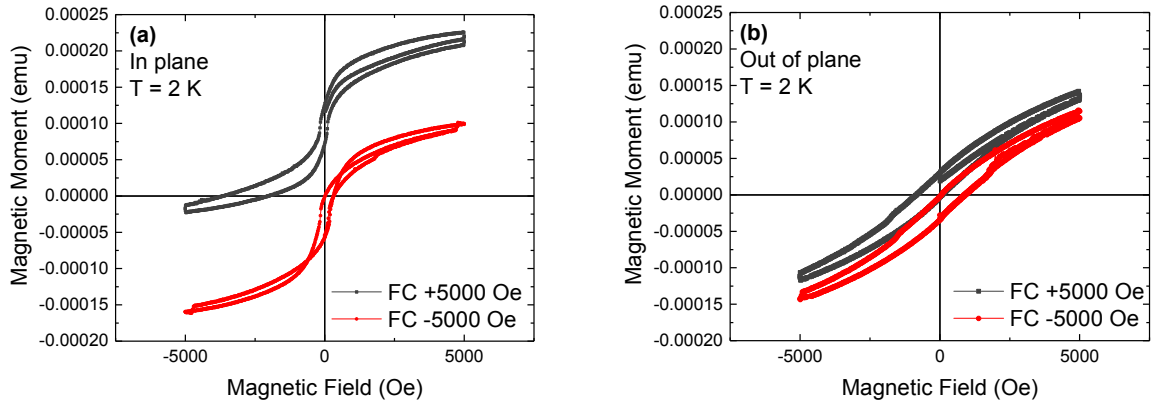 (a)
In plane
T = 2 K
0.00025
0.00020
0.00015
0.00010
0.00005
0.00000
-0.00005
-0.00010
-0.00015
-0.00020
Magnetic Moment (emu)
FC +5000 Oe
FC -5000 Oe
-5000 0 5000
Magnetic Field (Oe)
(b)
Out of plane
T = 2 K
0.00025
0.00020
0.00015
0.00010
0.00005
0.00000
-0.00005
-0.00010
-0.00015
-0.00020
Magnetic Moment (emu)
FC +5000 Oe
FC -5000 Oe
-5000 0 5000
Magnetic Field (Oe)